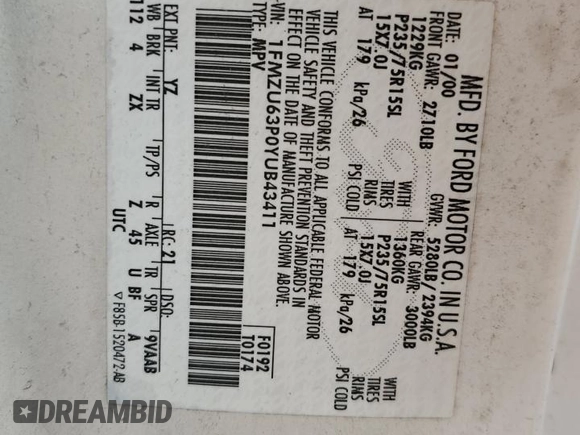 MFD. BY FORD MOTOR CO. IN U.S.A.
DATE: 01/00 GVWR: 5280LB/ 2394KG
FRONT GAWR: 2710LB REAR GAWR: 3000LB
1229KG WITH 1360KG WITH
P235/75R15SL TIRES P235/75R15SL TIRES
15X7.0J RIMS 15X7.0J RIMS
AT 179 kPa/26 PSI COLD AT 179 kPa/26 PSI COLD
THIS VEHICLE CONFORMS TO ALL APPLICABLE FEDERAL MOTOR
VEHICLE SAFETY AND THEFT PREVENTION STANDARDS IN
EFFECT ON THE DATE OF MANUFACTURE SHOWN ABOVE.
VIN: 1FMZU63P0YUB43411
TYPE: MPV
F0192
T0174
EXT PNT: YZ RC: 21 DSO:
WB BRK INT TR TP/PS R AXLE TR SPR 9VAAB
112 4 ZX Z 45 U BF A
UTC
▽ F85B-1520472-AB
DREAMBID